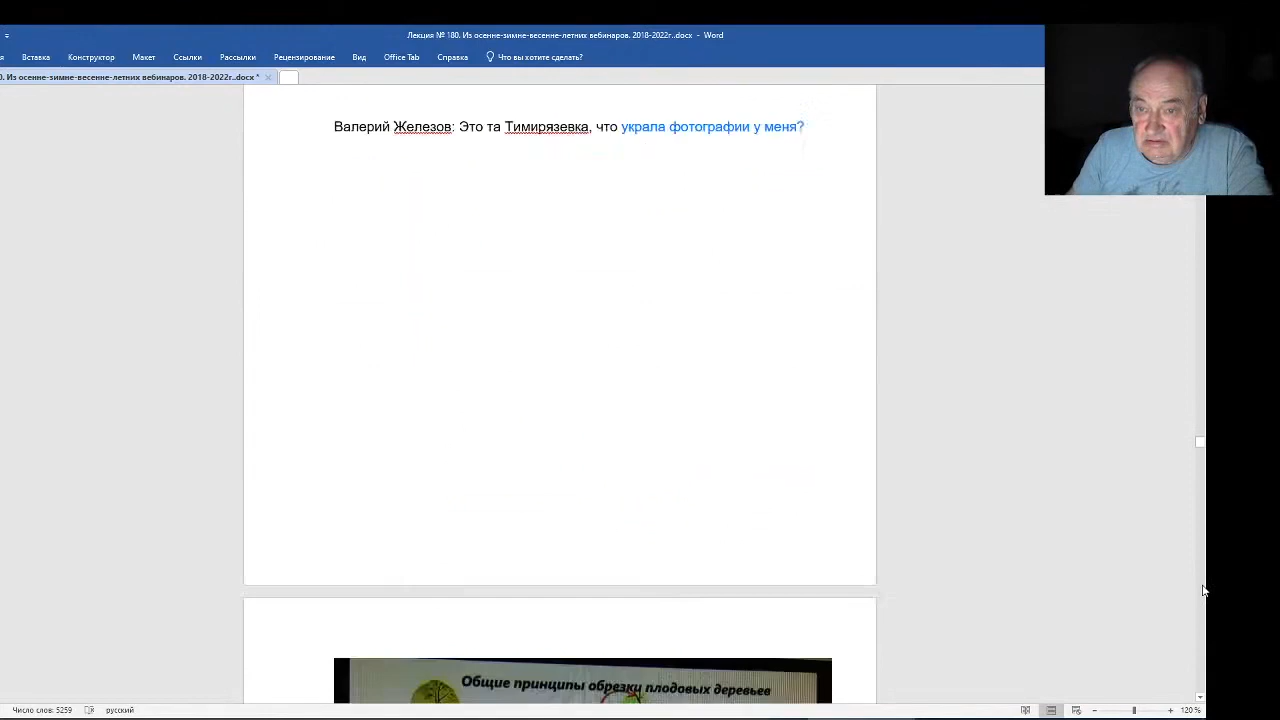 Лекция № 180. Из осенне-зимне-весенне-летних вебинаров. 2018-2022г..docx - Word
Вставка Конструктор Макет Ссылки Рассылки Рецензирование Вид Office Tab Справка Что вы хотите сделать?
). Из осенне-зимне-весенне-летних вебинаров. 2018-2022г..docx *
Валерий Железов: Это та Тимирязевка, что украла фотографии у меня?
Общие принципы обрезки плодовых деревьев
Число слов: 5259 русский 120 %